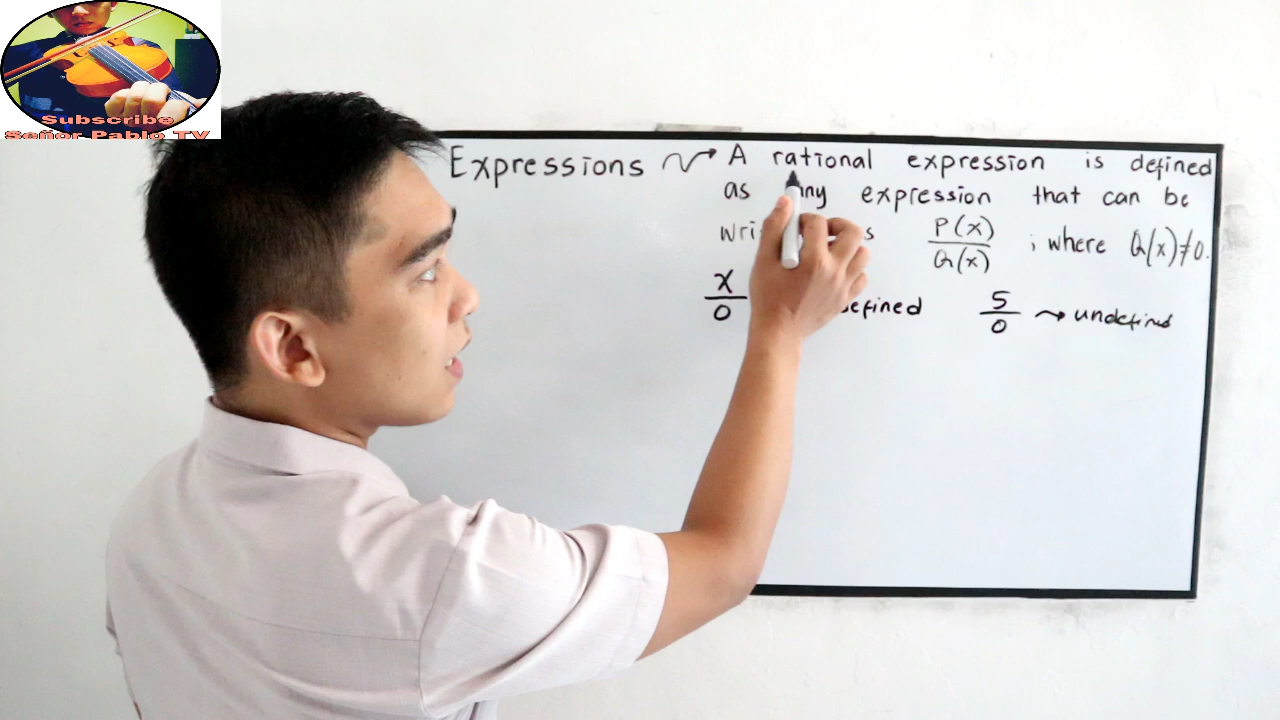 Subscribe
Señor Pablo TV
Expressions A rational expression is defined
as expression that can be
P(x)
Q(x) ; where Q(x)≠0.
x
0
5
0 undefined